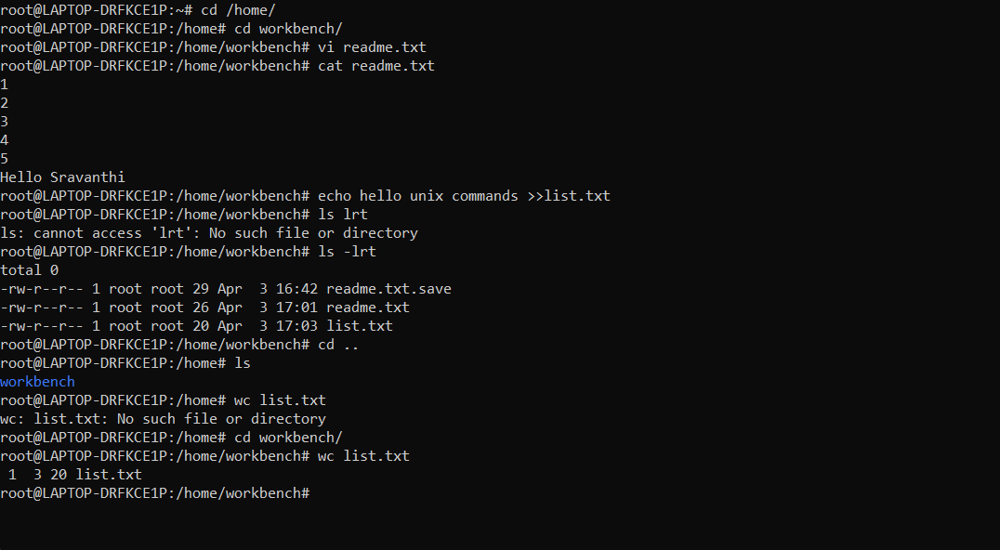 root@LAPTOP-DRFKCE1P:~# cd /home/
root@LAPTOP-DRFKCE1P:/home# cd workbench/
root@LAPTOP-DRFKCE1P:/home/workbench# vi readme.txt
root@LAPTOP-DRFKCE1P:/home/workbench# cat readme.txt
1
2
3
4
5
Hello Sravanthi
root@LAPTOP-DRFKCE1P:/home/workbench# echo hello unix commands >>list.txt
root@LAPTOP-DRFKCE1P:/home/workbench# ls lrt
ls: cannot access 'lrt': No such file or directory
root@LAPTOP-DRFKCE1P:/home/workbench# ls -lrt
total 0
-rw-r--r-- 1 root root 29 Apr  3 16:42 readme.txt.save
-rw-r--r-- 1 root root 26 Apr  3 17:01 readme.txt
-rw-r--r-- 1 root root 20 Apr  3 17:03 list.txt
root@LAPTOP-DRFKCE1P:/home/workbench# cd ..
root@LAPTOP-DRFKCE1P:/home# ls
workbench
root@LAPTOP-DRFKCE1P:/home# wc list.txt
wc: list.txt: No such file or directory
root@LAPTOP-DRFKCE1P:/home# cd workbench/
root@LAPTOP-DRFKCE1P:/home/workbench# wc list.txt
 1  3 20 list.txt
root@LAPTOP-DRFKCE1P:/home/workbench#